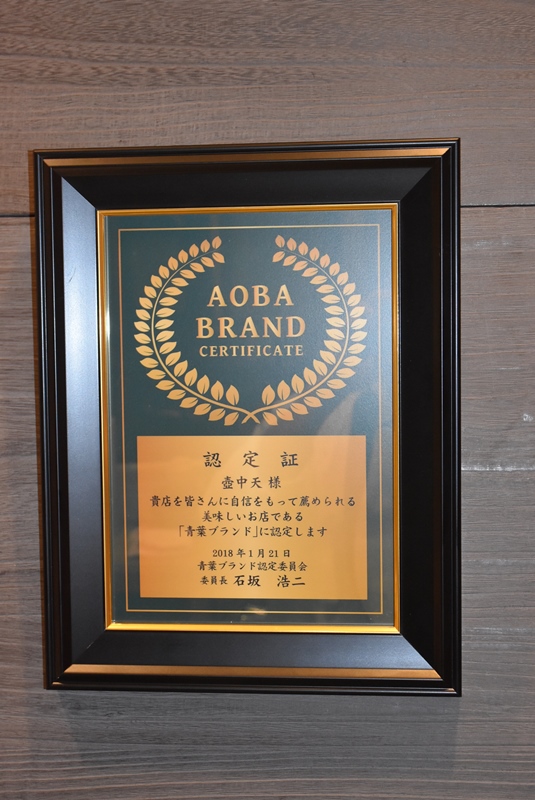 AOBA
BRAND
CERTIFICATE
認定証
壺中天 様
貴店を皆さんに自信をもって薦められる
美味しいお店である
「青葉ブランド」に認定します
2018年1月21日
青葉ブランド認定委員会
委員長 石坂 浩二